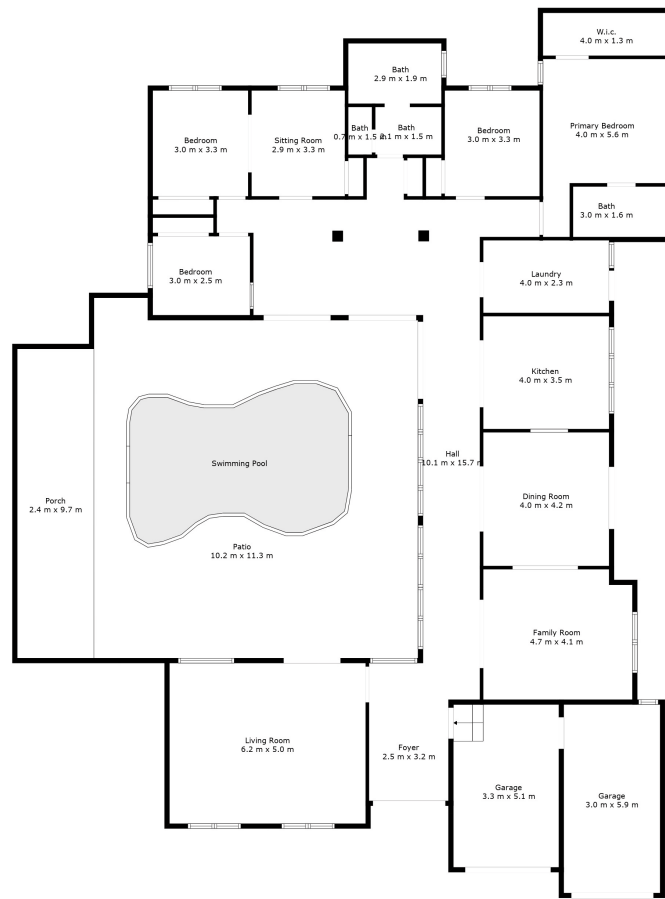 W.i.c.
4.0 m x 1.3 m
Bath
2.9 m x 1.9 m
Bedroom
3.0 m x 3.3 m
Sitting Room
2.9 m x 3.3 m
Bath
0.7 m x 1.5 m
Bath
2.1 m x 1.5 m
Bedroom
3.0 m x 3.3 m
Primary Bedroom
4.0 m x 5.6 m
Bath
3.0 m x 1.6 m
Bedroom
3.0 m x 2.5 m
Laundry
4.0 m x 2.3 m
Kitchen
4.0 m x 3.5 m
Swimming Pool
Hall
10.1 m x 15.7 m
Dining Room
4.0 m x 4.2 m
Porch
2.4 m x 9.7 m
Patio
10.2 m x 11.3 m
Family Room
4.7 m x 4.1 m
Living Room
6.2 m x 5.0 m
Foyer
2.5 m x 3.2 m
Garage
3.3 m x 5.1 m
Garage
3.0 m x 5.9 m